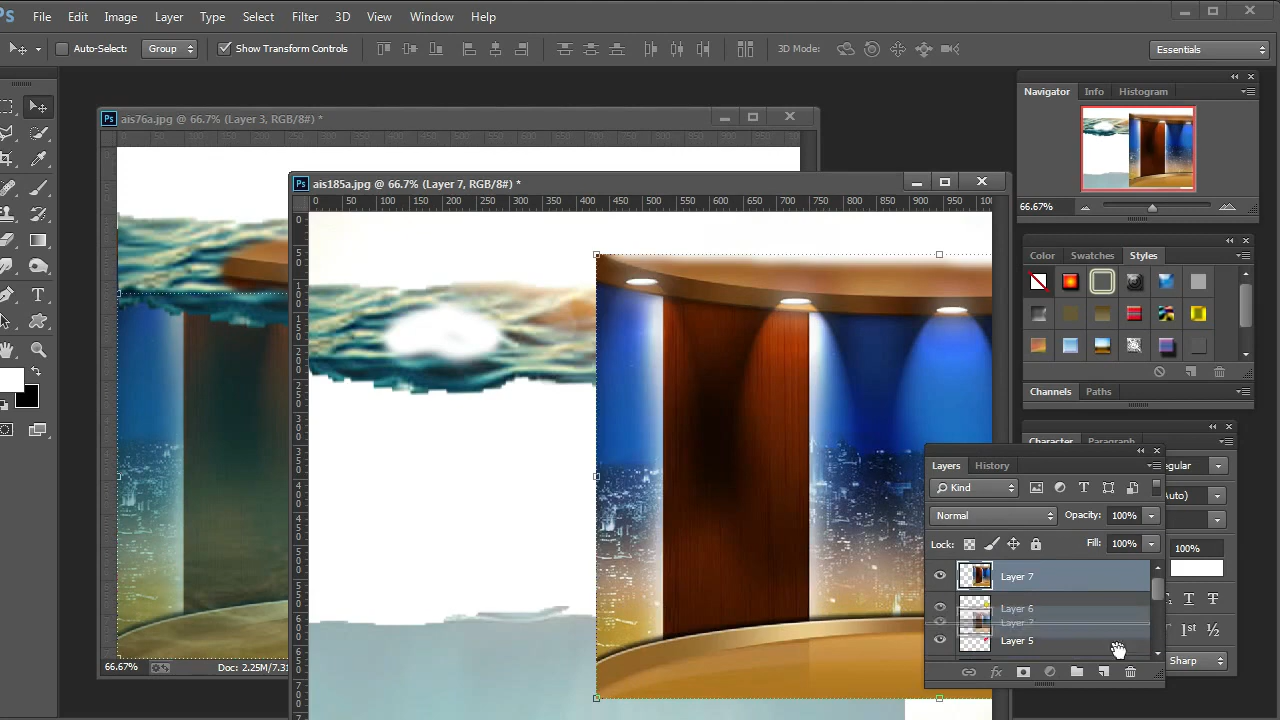 Ps File Edit Image Layer Type Select Filter 3D View Window Help
Auto-Select: Group Show Transform Controls 3D Mode: Essentials
Navigator Info Histogram
Ps ais76a.jpg @ 66.7% (Layer 3, RGB/8#) *
Ps ais185a.jpg @ 66.7% (Layer 7, RGB/8#) *
0 50 100 150 200 250 300 350 400 450 500 550 600 650 700 750 800 850 900 950
66.67%
Color Swatches Styles
Channels Paths
Character Paragraph
Layers History
Kind
Normal Opacity: 100%
Lock: Fill: 100%
Layer 7
Layer 6
Layer 7
Layer 5
100%
1st ½
Sharp
66.67% Doc: 2.25M/7.31